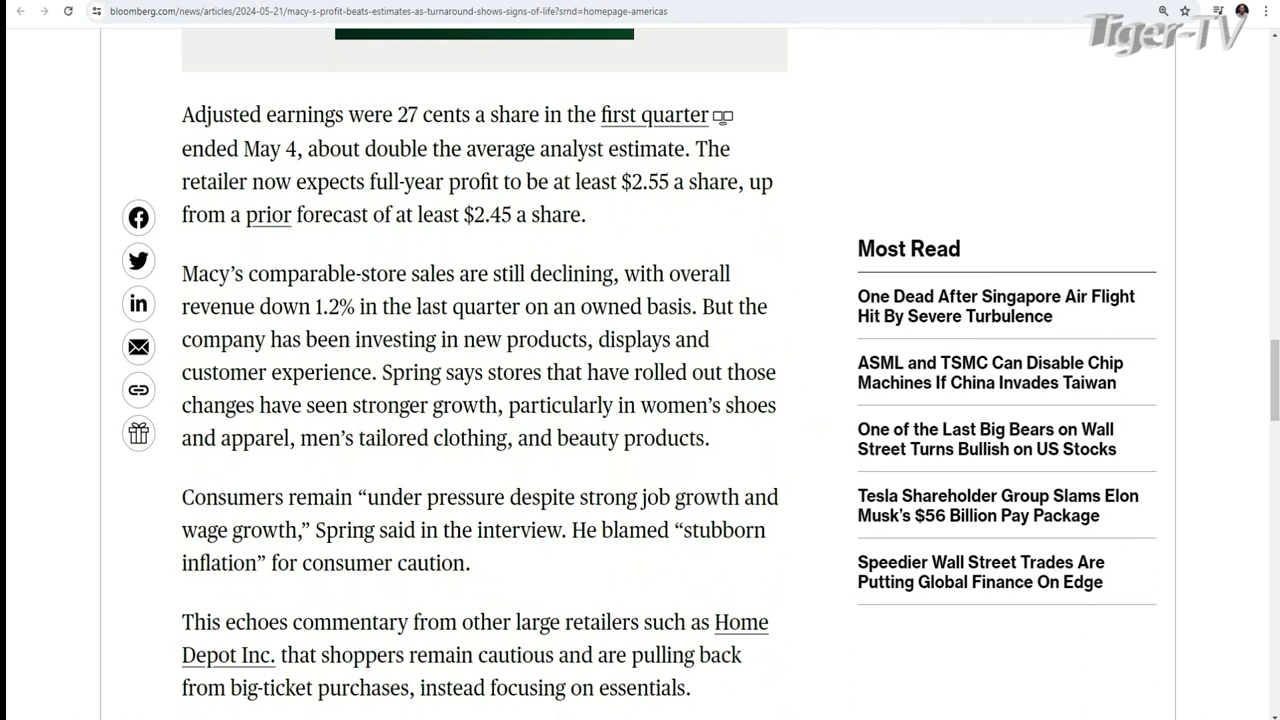 bloomberg.com/news/articles/2024-05-21/macy-s-profit-beats-estimates-as-turnaround-shows-signs-of-life?srnd=homepage-americas
Tiger-TV
Adjusted earnings were 27 cents a share in the first quarter
ended May 4, about double the average analyst estimate. The
retailer now expects full-year profit to be at least $2.55 a share, up
from a prior forecast of at least $2.45 a share.
Macy’s comparable-store sales are still declining, with overall
revenue down 1.2% in the last quarter on an owned basis. But the
company has been investing in new products, displays and
customer experience. Spring says stores that have rolled out those
changes have seen stronger growth, particularly in women’s shoes
and apparel, men’s tailored clothing, and beauty products.
Consumers remain “under pressure despite strong job growth and
wage growth,” Spring said in the interview. He blamed “stubborn
inflation” for consumer caution.
This echoes commentary from other large retailers such as Home
Depot Inc. that shoppers remain cautious and are pulling back
from big-ticket purchases, instead focusing on essentials.
Most Read
One Dead After Singapore Air Flight
Hit By Severe Turbulence
ASML and TSMC Can Disable Chip
Machines If China Invades Taiwan
One of the Last Big Bears on Wall
Street Turns Bullish on US Stocks
Tesla Shareholder Group Slams Elon
Musk’s $56 Billion Pay Package
Speedier Wall Street Trades Are
Putting Global Finance On Edge